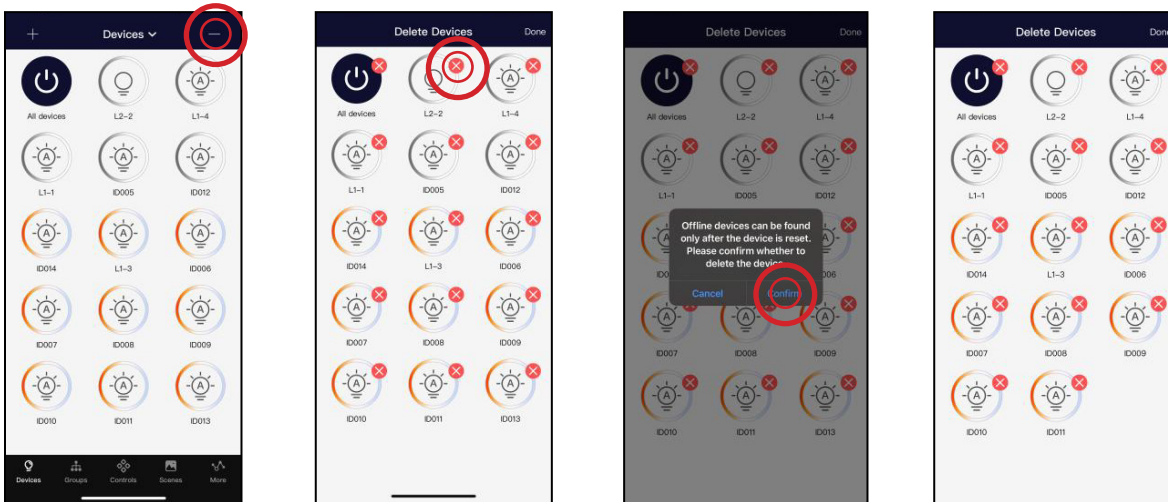 Devices
All devices
L2-2
L1-4
L1-1
ID005
ID012
ID014
L1-3
ID006
ID007
ID008
ID009
ID010
ID011
ID013
Devices
Groups
Controls
Scenes
More
Delete Devices
Done
All devices
L2-2
L1-4
L1-1
ID005
ID012
ID014
L1-3
ID006
ID007
ID008
ID009
ID010
ID011
ID013
Delete Devices
Done
All devices
L2-2
L1-4
L1-1
ID005
ID012
Offline devices can be found
only after the device is reset.
Please confirm whether to
delete the device.
Cancel
Confirm
ID007
ID008
ID009
ID010
ID011
ID013
Delete Devices
Done
All devices
L2-2
L1-4
L1-1
ID005
ID012
ID014
L1-3
ID006
ID007
ID008
ID009
ID010
ID011